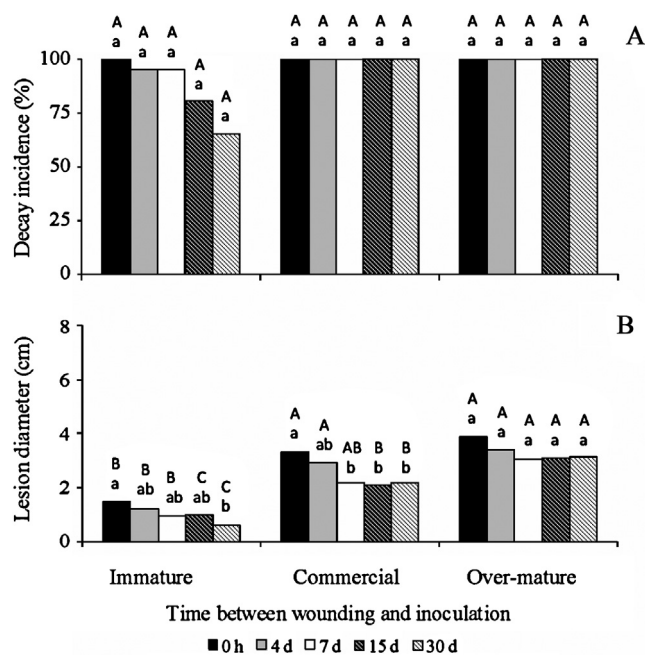 A A A A A A A A A A A A A
a a a a a a a a a a a a a
A A
a a
A
100
75
50
25
0
Decay incidence (%)
B
8
6
4
2
0
Lesion diameter (cm)
B B B C C
a ab ab ab b
A A AB B B
a ab b b b
A A A A A
a a a a a
Immature Commercial Over-mature
Time between wounding and inoculation
0 h 4 d 7 d 15 d 30 d